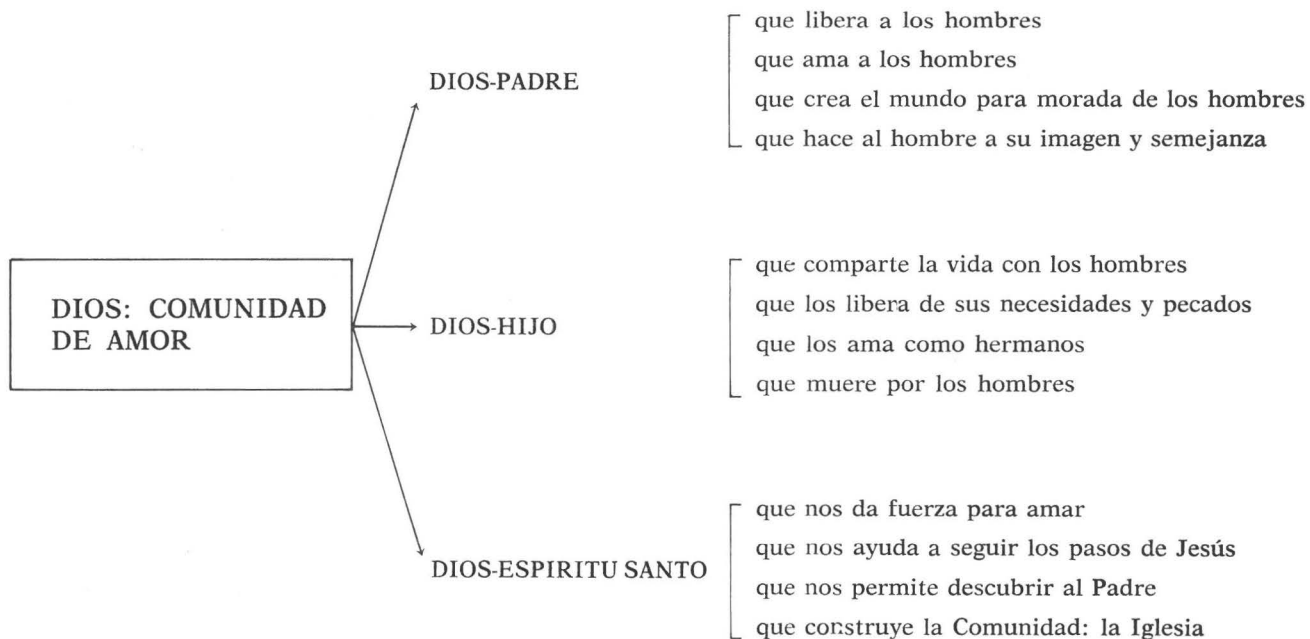 DIOS: COMUNIDAD
DE AMOR
DIOS-PADRE
que libera a los hombres
que ama a los hombres
que crea el mundo para morada de los hombres
que hace al hombre a su imagen y semejanza
DIOS-HIJO
que comparte la vida con los hombres
que los libera de sus necesidades y pecados
que los ama como hermanos
que muere por los hombres
DIOS-ESPIRITU SANTO
que nos da fuerza para amar
que nos ayuda a seguir los pasos de Jesús
que nos permite descubrir al Padre
que construye la Comunidad: la Iglesia